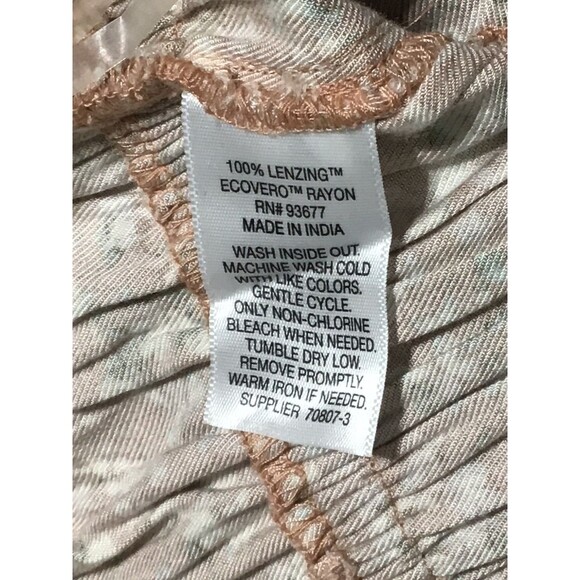 100% LENZING™
ECOVERO™ RAYON
RN# 93677
MADE IN INDIA
WASH INSIDE OUT.
MACHINE WASH COLD
WITH LIKE COLORS.
GENTLE CYCLE.
ONLY NON-CHLORINE
BLEACH WHEN NEEDED.
TUMBLE DRY LOW.
REMOVE PROMPTLY.
WARM IRON IF NEEDED.
SUPPLIER 70807-3